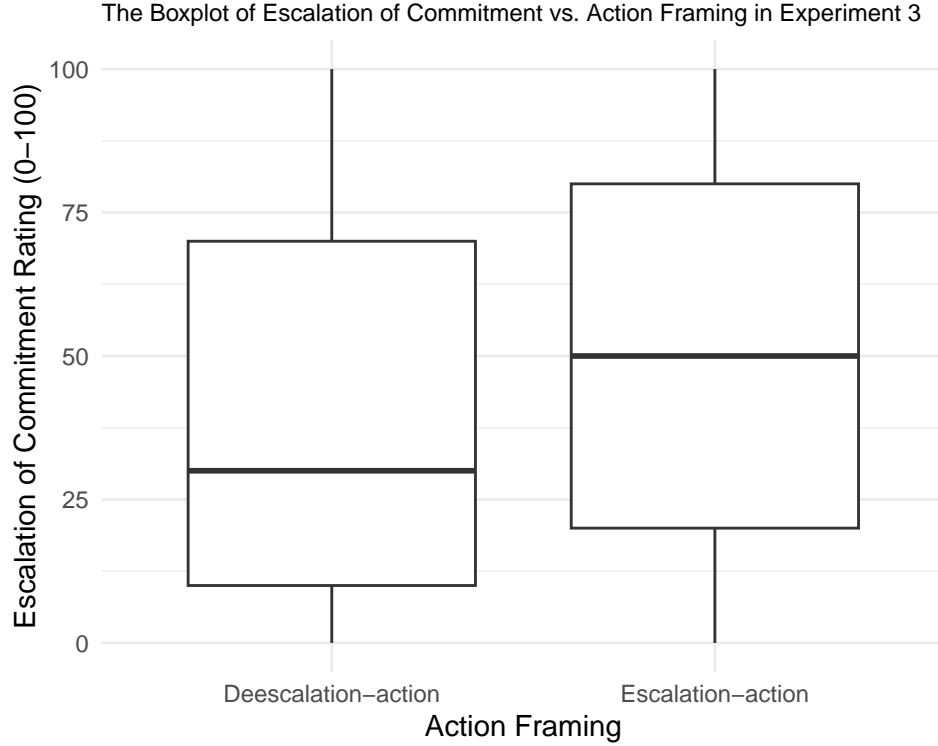 The Boxplot of Escalation of Commitment vs. Action Framing in Experiment 3
Escalation of Commitment Rating (0−100)
100
75
50
25
0
Deescalation−action
Escalation−action
Action Framing